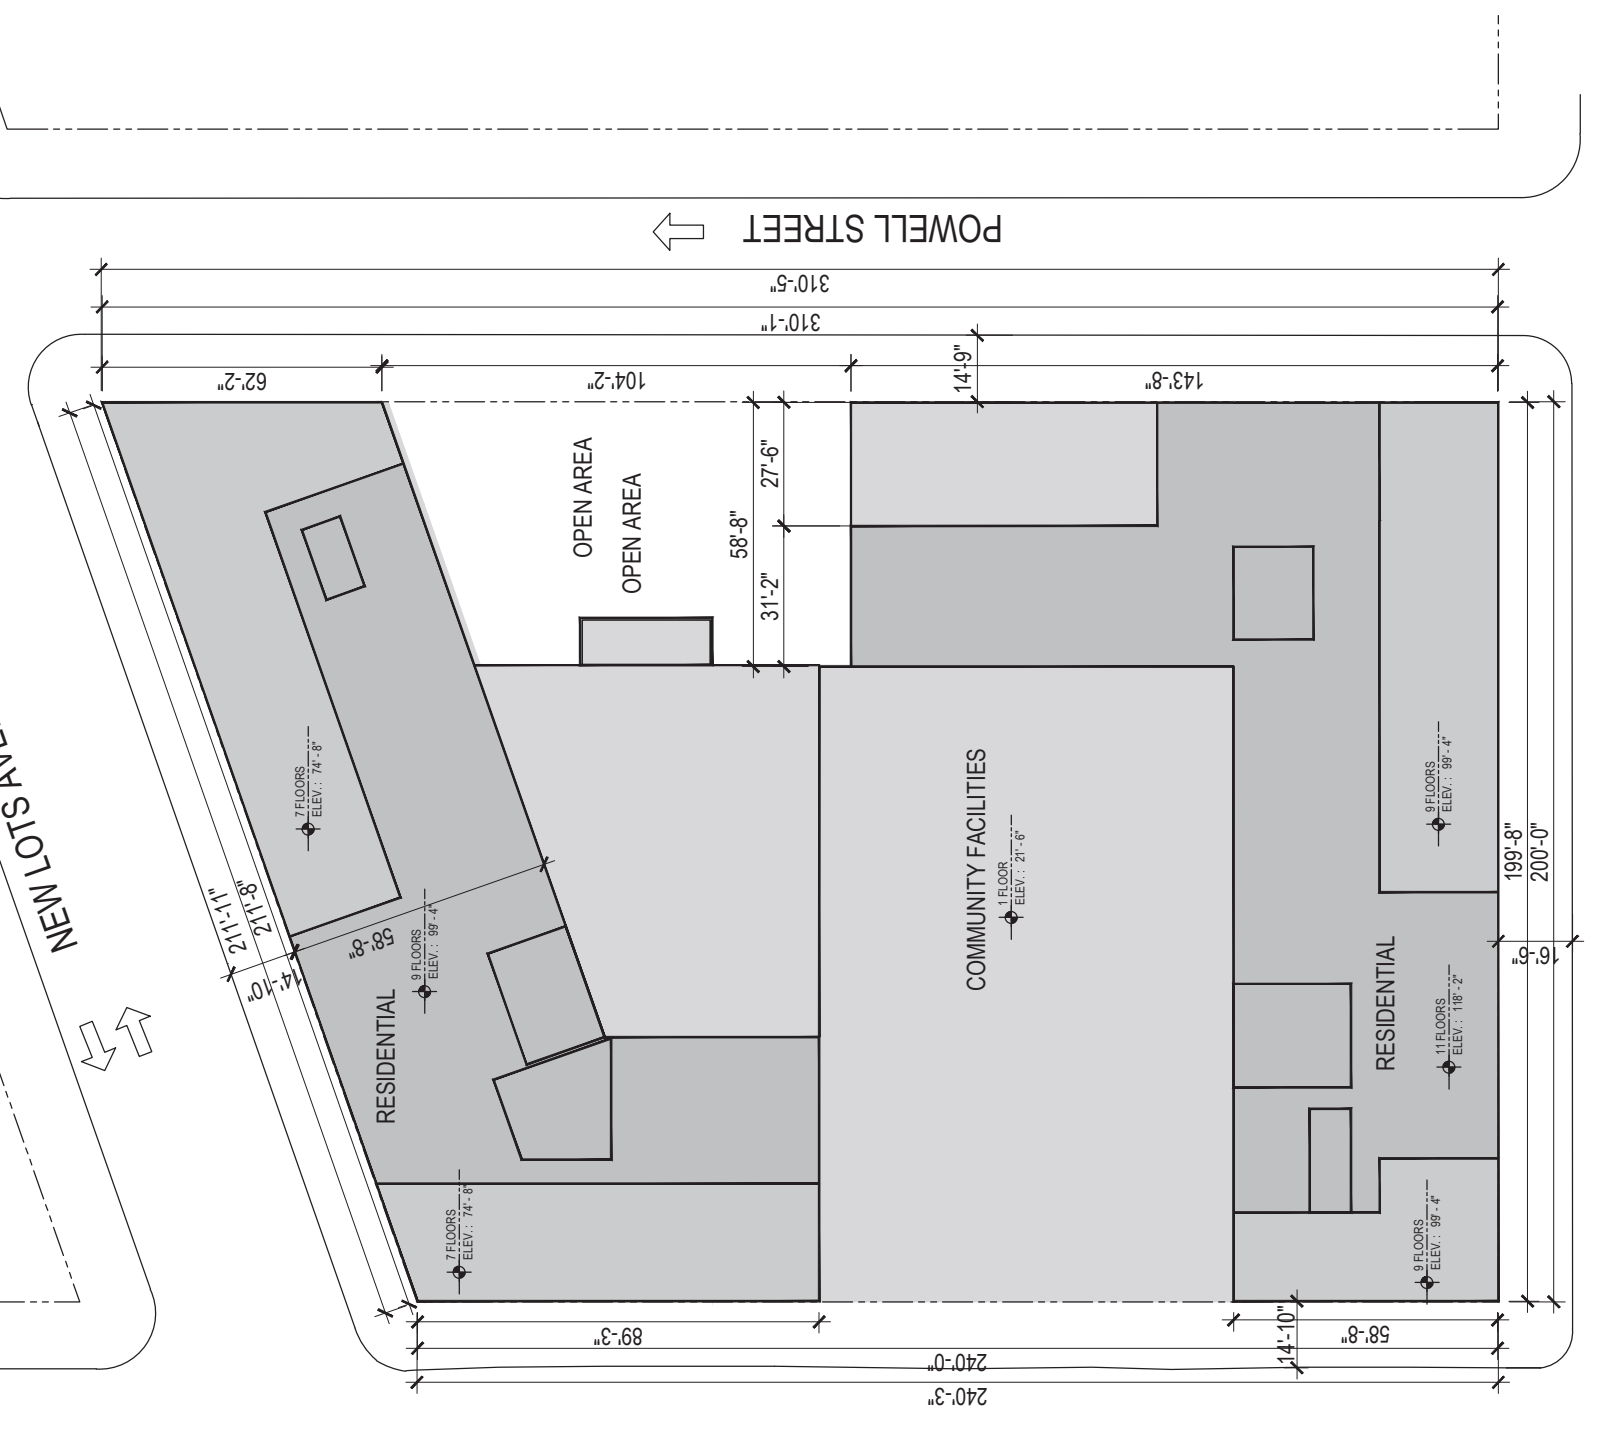 POWELL STREET
310'-5"
310'-1"
62'-2"
104'-2"
14'-9"
143'-8"
OPEN AREA
OPEN AREA
58'-8"
27'-6"
31'-2"
NEW LOTS AVE
7 FLOORS
ELEV. : 74' - 8"
211'-11"
211'-8"
14'-10"
58'-8"
9 FLOORS
ELEV. : 99' - 4"
RESIDENTIAL
COMMUNITY FACILITIES
1 FLOOR
ELEV. : 21' - 6"
9 FLOORS
ELEV. : 99' - 4"
199'-8"
200'-0"
16'-6"
RESIDENTIAL
11 FLOORS
ELEV. : 118' - 2"
7 FLOORS
ELEV. : 74' - 8"
9 FLOORS
ELEV. : 99' - 4"
89'-3"
14'-10"
58'-8"
240'-0"
240'-3"